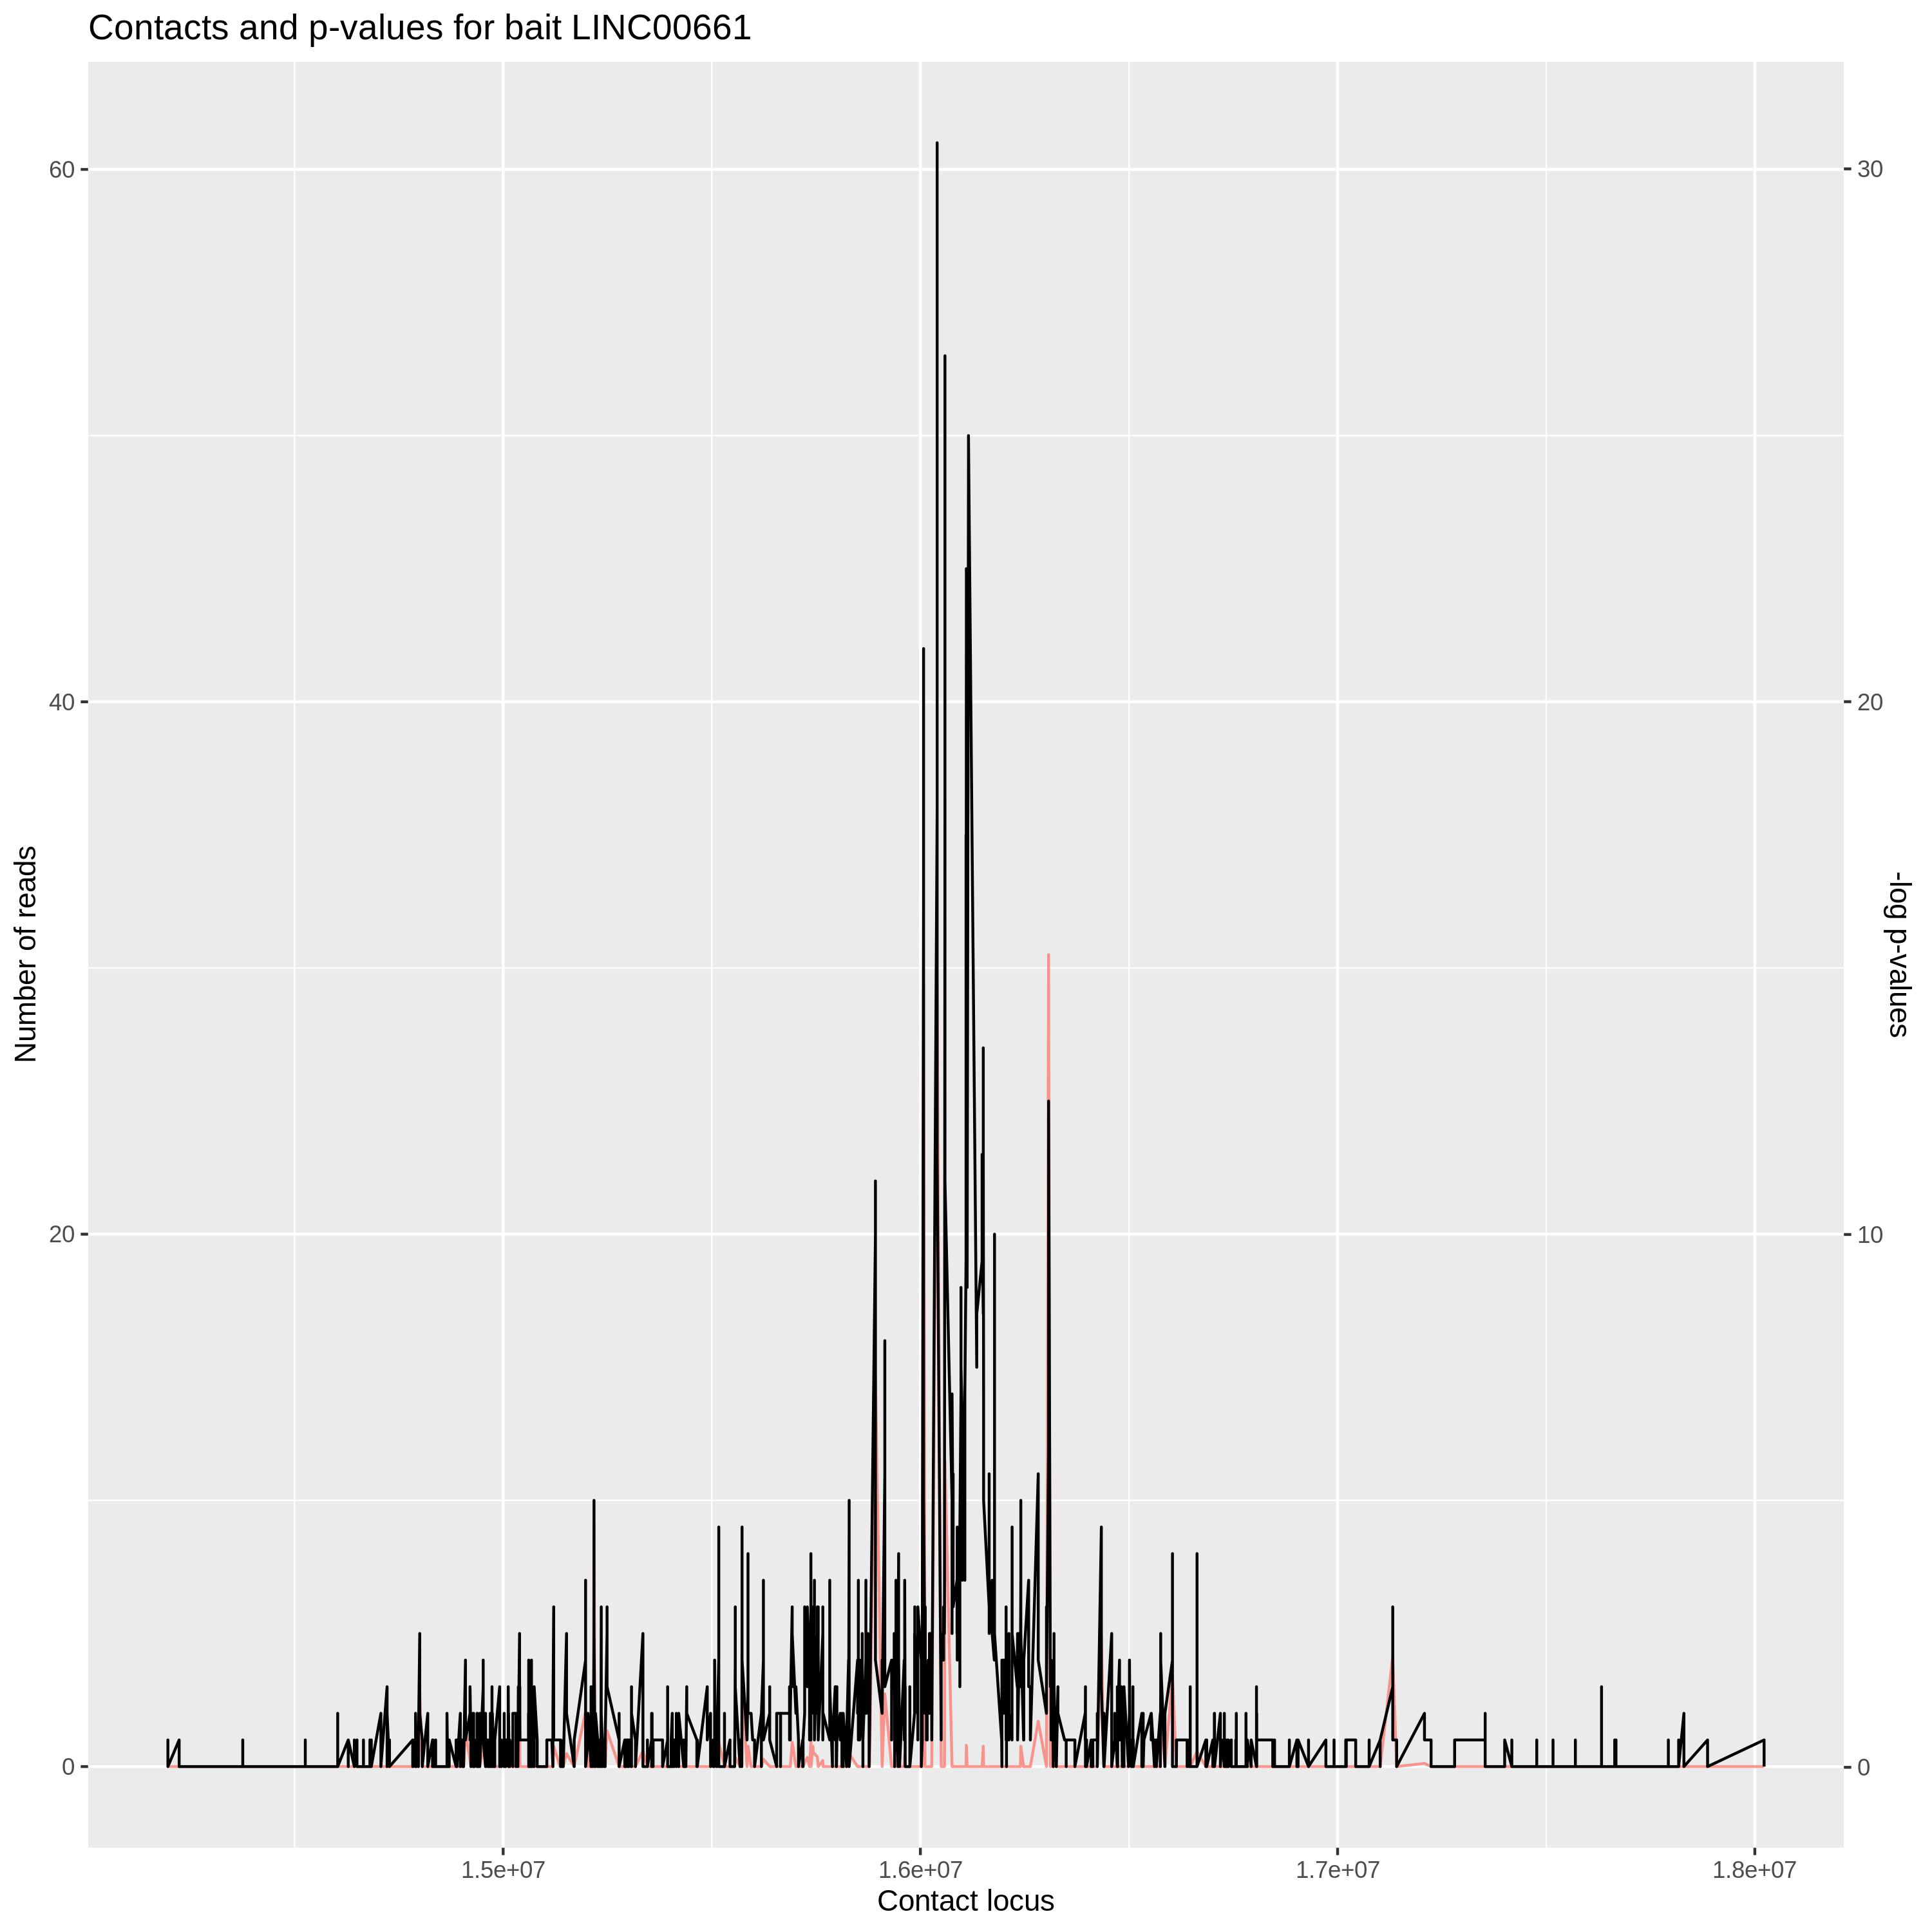 Contacts and p-values for bait LINC00661
60
40
20
0
30
20
10
0
Number of reads
-log p-values
1.5e+07
1.6e+07
1.7e+07
1.8e+07
Contact locus